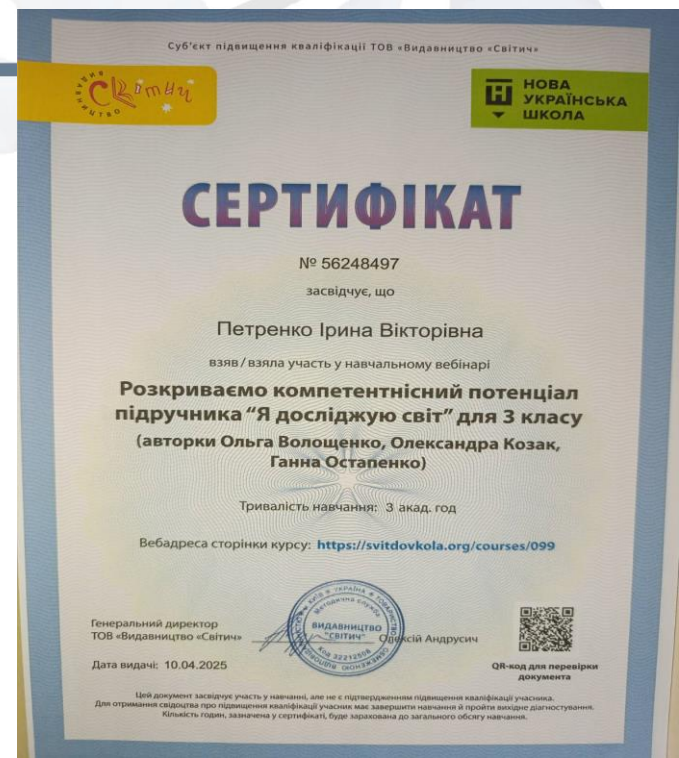 Суб'єкт підвищення кваліфікації ТОВ «Видавництво «Світич»
ВИДАВНИЦТВО
Світич
НОВА
УКРАЇНСЬКА
ШКОЛА
СЕРТИФІКАТ
№ 56248497
засвідчує, що
Петренко Ірина Вікторівна
взяв/взяла участь у навчальному вебінарі
Розкриваємо компетентнісний потенціал
підручника “Я досліджую світ” для 3 класу
(авторки Ольга Волощенко, Олександра Козак,
Ганна Остапенко)
Тривалість навчання: 3 акад. год
Вебадреса сторінки курсу: https://svitdovkola.org/courses/099
Генеральний директор
ТОВ «Видавництво «Світич»
Олексій Андрусич
Методична служба
ВИДАВНИЦТВО
"СВІТИЧ"
Код 32212508
Дата видачі: 10.04.2025
QR-код для перевірки
документа
Цей документ засвідчує участь у навчанні, але не є підтвердженням підвищення кваліфікації учасника.
Для отримання свідоцтва про підвищення кваліфікації учасник має завершити навчання й пройти вихідне діагностування.
Кількість годин, зазначена у сертифікаті, буде зарахована до загального обсягу навчання.